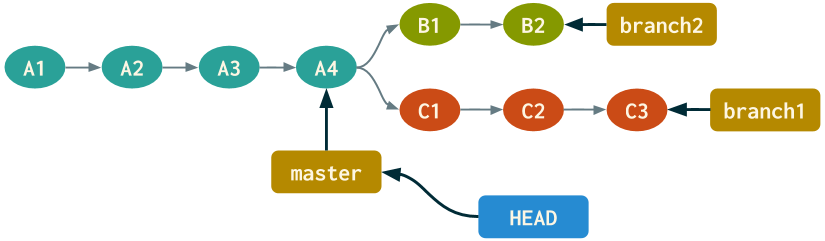 B1
B2
branch2
A1
A2
A3
A4
C1
C2
C3
branch1
master
HEAD